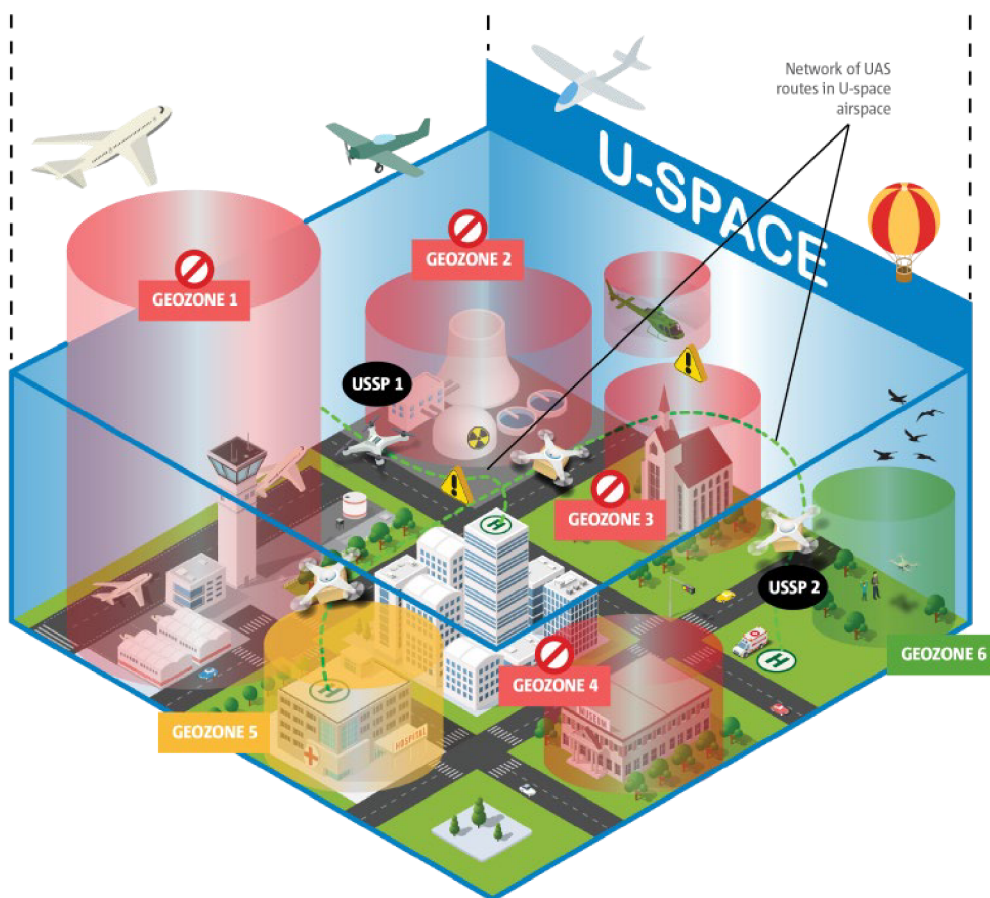 Network of UAS
routes in U-space
airspace
U-SPACE
GEOZONE 1
GEOZONE 2
USSP 1
GEOZONE 3
H
USSP 2
GEOZONE 4
H
GEOZONE 6
H
GEOZONE 5
HOSPITAL